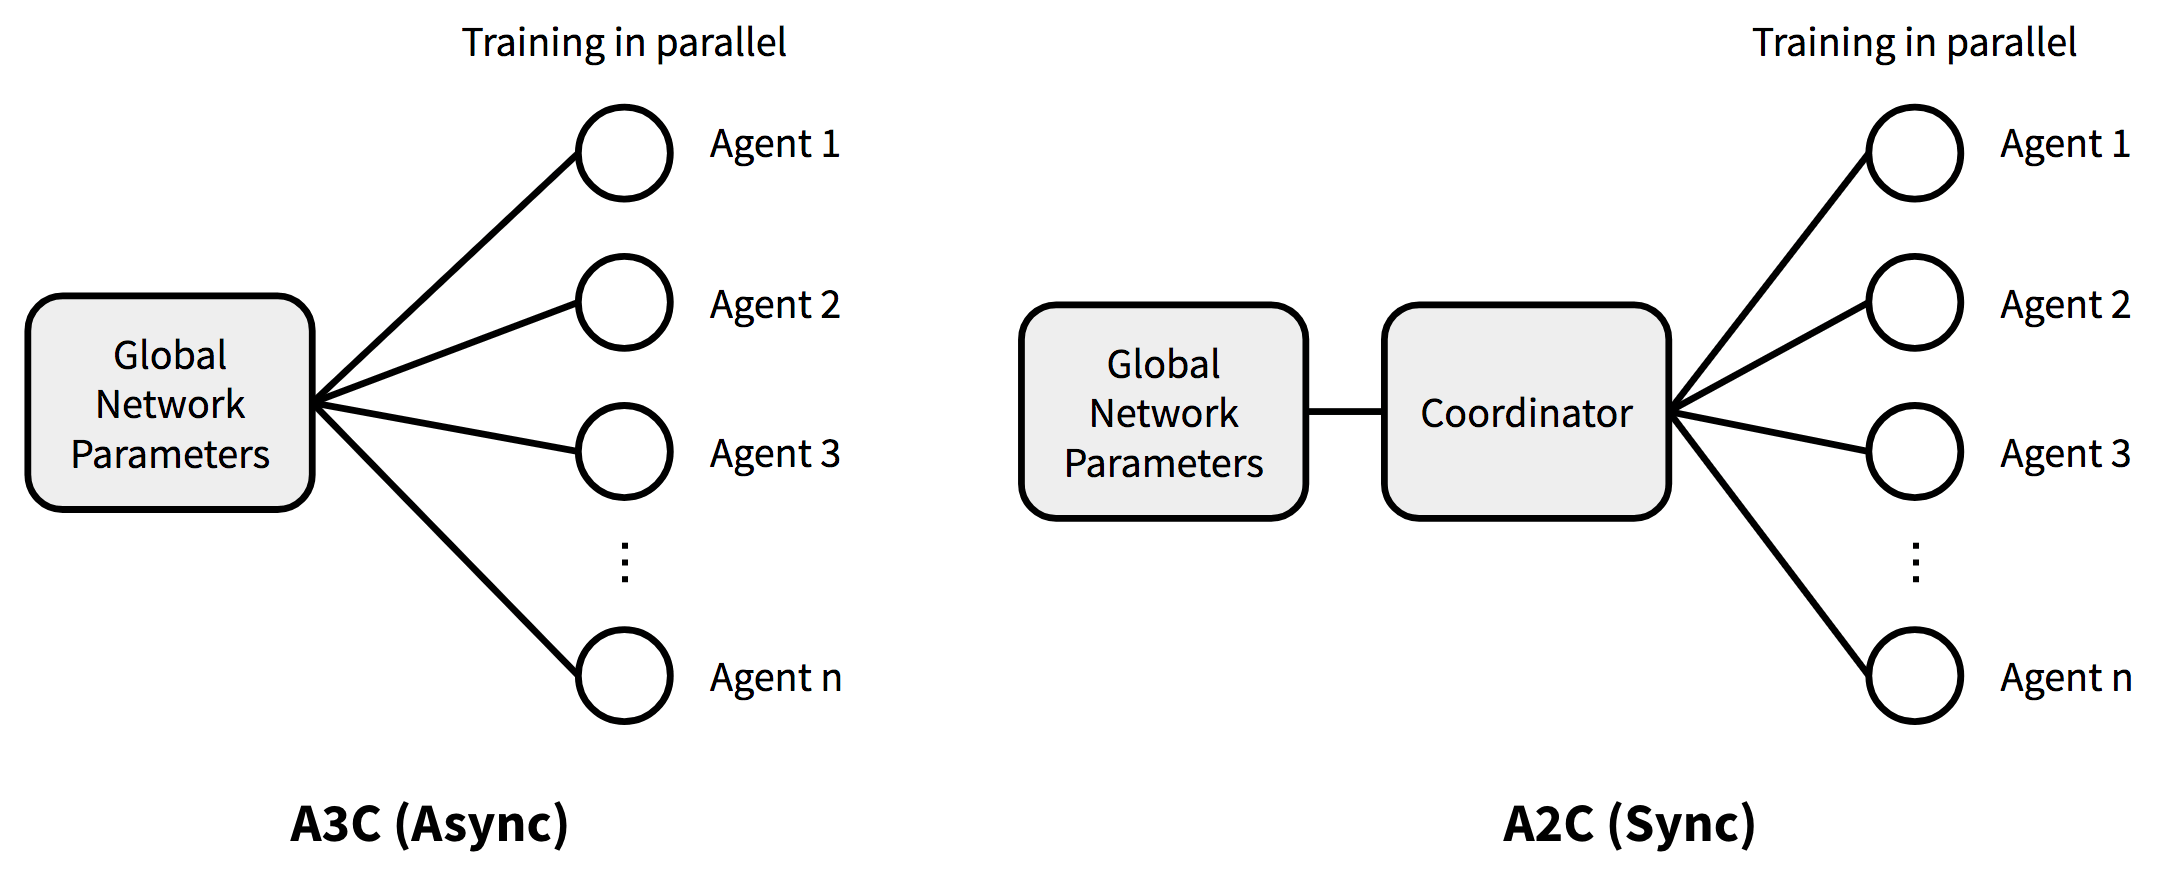 Training in parallel
Agent 1
Agent 2
Global
Network
Parameters
Agent 3
Agent n
A3C (Async)
Training in parallel
Agent 1
Agent 2
Global
Network
Parameters
Coordinator
Agent 3
Agent n
A2C (Sync)